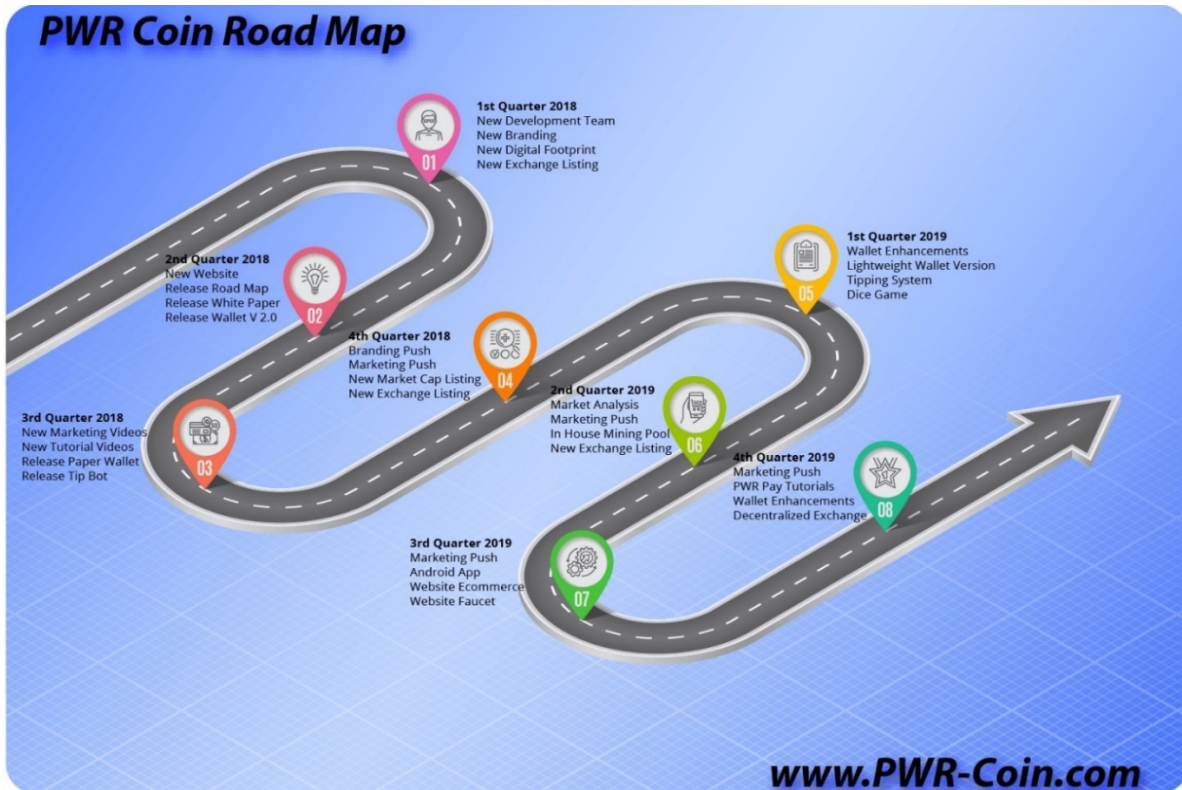 PWR Coin Road Map
01
1st Quarter 2018
New Development Team
New Branding
New Digital Footprint
New Exchange Listing
02
2nd Quarter 2018
New Website
Release Road Map
Release White Paper
Release Wallet V 2.0
03
3rd Quarter 2018
New Marketing Videos
New Tutorial Videos
Release Paper Wallet
Release Tip Bot
04
4th Quarter 2018
Branding Push
Marketing Push
New Market Cap Listing
New Exchange Listing
05
1st Quarter 2019
Wallet Enhancements
Lightweight Wallet Version
Tipping System
Dice Game
06
2nd Quarter 2019
Market Analysis
Marketing Push
In House Mining Pool
New Exchange Listing
07
3rd Quarter 2019
Marketing Push
Android App
Website Ecommerce
Website Faucet
08
4th Quarter 2019
Marketing Push
PWR Pay Tutorials
Wallet Enhancements
Decentralized Exchange
www.PWR-Coin.com